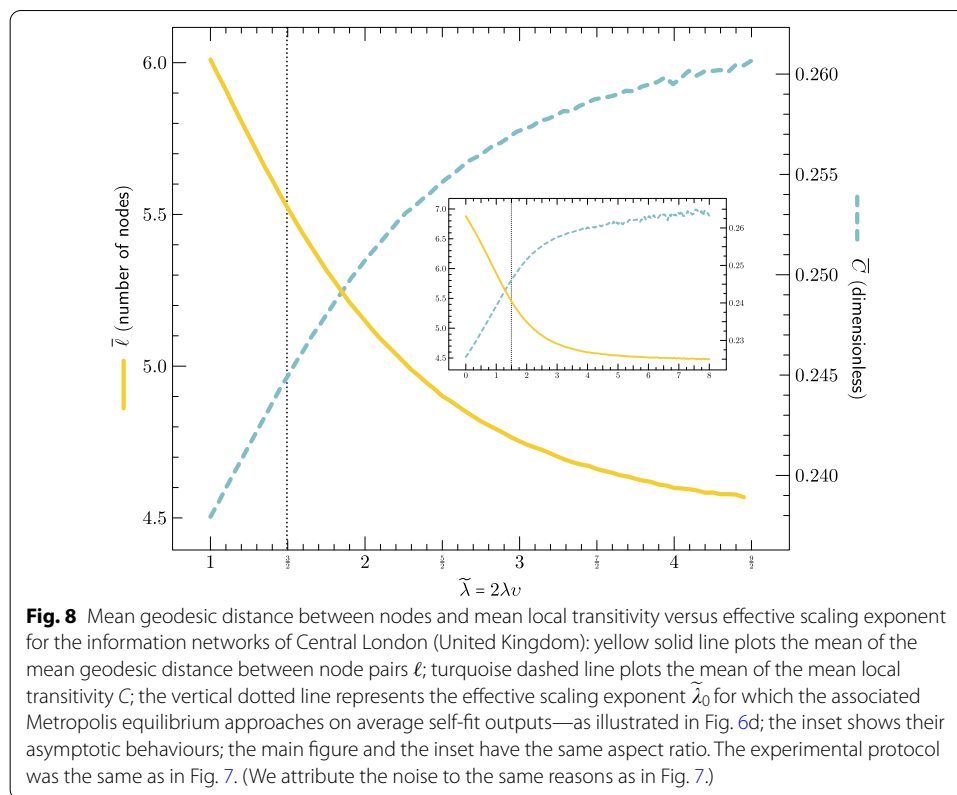 6.0
5.5
5.0
4.5
ℓ̅ (number of nodes)
0.260
0.255
0.250
0.245
0.240
C̅ (dimensionless)
7.0
6.5
6.0
5.5
5.0
4.5
0.26
0.25
0.24
0.23
0 1 2 3 4 5 6 7 8
1 3/2 2 5/2 3 7/2 4 9/2
λ̃ = 2λυ
Fig. 8 Mean geodesic distance between nodes and mean local transitivity versus effective scaling exponent
for the information networks of Central London (United Kingdom): yellow solid line plots the mean of the
mean geodesic distance between node pairs ℓ; turquoise dashed line plots the mean of the mean local
transitivity C; the vertical dotted line represents the effective scaling exponent λ̃₀ for which the associated
Metropolis equilibrium approaches on average self-fit outputs—as illustrated in Fig. 6d; the inset shows their
asymptotic behaviours; the main figure and the inset have the same aspect ratio. The experimental protocol
was the same as in Fig. 7. (We attribute the noise to the same reasons as in Fig. 7.)